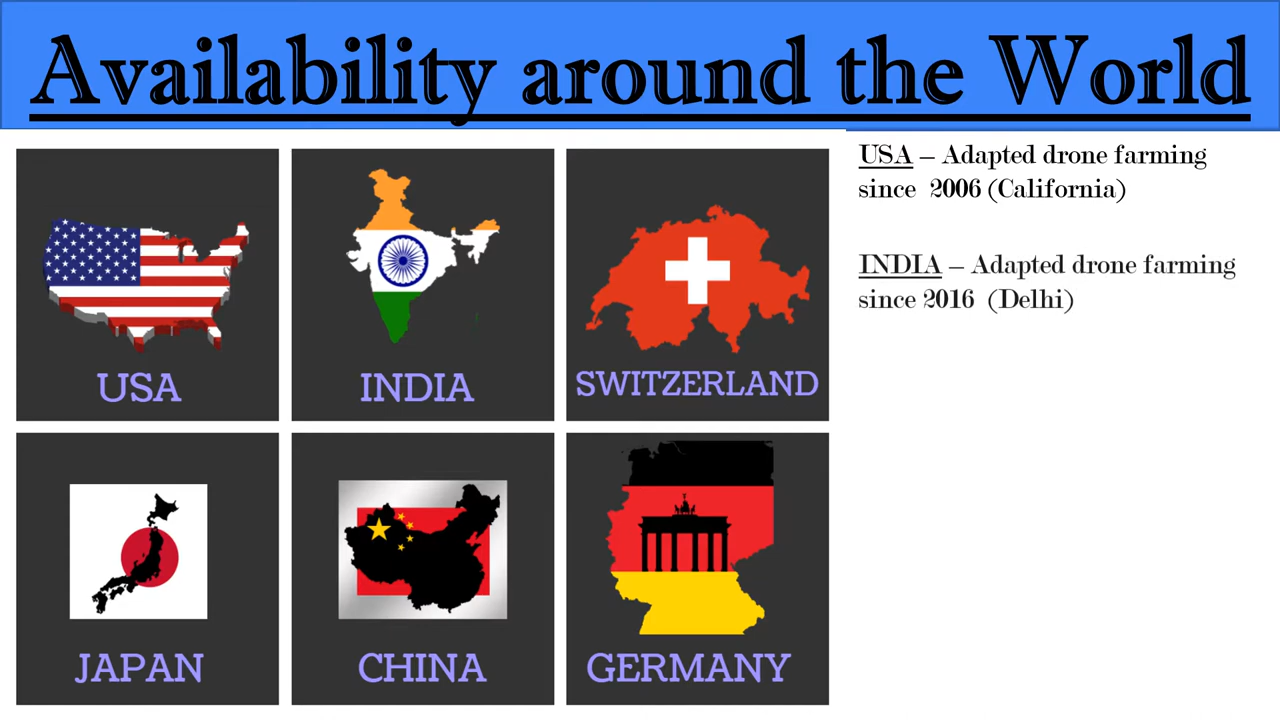 Availability around the World
USA
INDIA
SWITZERLAND
JAPAN
CHINA
GERMANY
USA – Adapted drone farming
since 2006 (California)
INDIA – Adapted drone farming
since 2016 (Delhi)